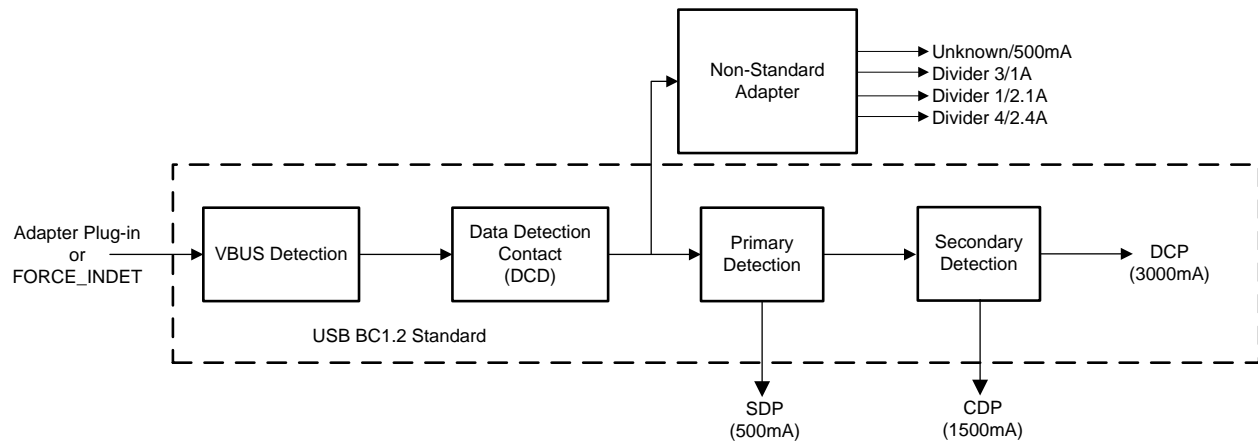 Non-Standard
Adapter
Unknown/500mA
Divider 3/1A
Divider 1/2.1A
Divider 4/2.4A
Adapter Plug-in
or
FORCE_INDET
VBUS Detection
Data Detection
Contact
(DCD)
Primary
Detection
Secondary
Detection
DCP
(3000mA)
USB BC1.2 Standard
SDP
(500mA)
CDP
(1500mA)